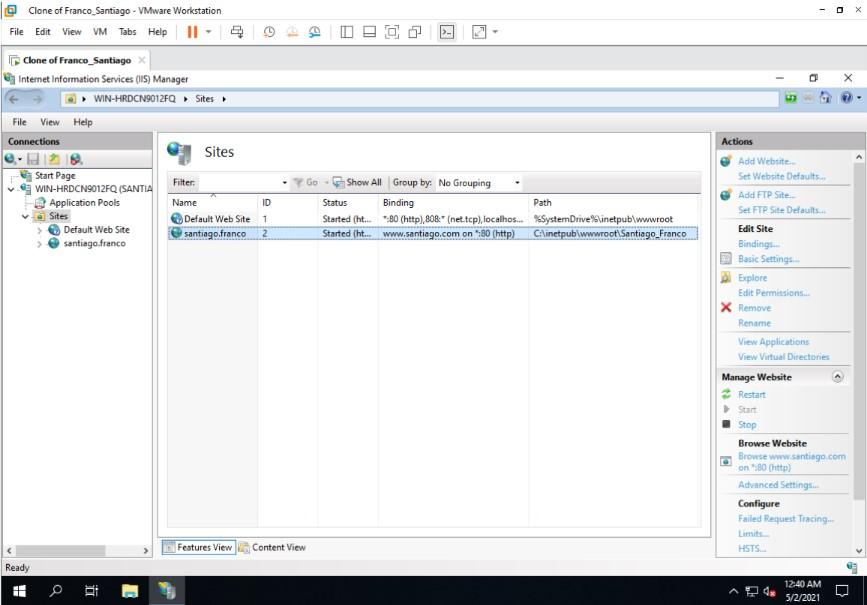 Clone of Franco_Santiago - VMware Workstation
File Edit View VM Tabs Help
Clone of Franco_Santiago
Internet Information Services (IIS) Manager
WIN-HRDCN9012FQ Sites
File View Help
Connections
Start Page
WIN-HRDCN9012FQ (SANTIA
Application Pools
Sites
Default Web Site
santiago.franco
Sites
Filter: Go Show All Group by: No Grouping
Name ID Status Binding Path
Default Web Site 1 Started (ht... *:80 (http),808:* (net.tcp),localhos... %SystemDrive%\inetpub\wwwroot
santiago.franco 2 Started (ht... www.santiago.com on *:80 (http) C:\inetpub\wwwroot\Santiago_Franco
Features View Content View
Actions
Add Website...
Set Website Defaults...
Add FTP Site...
Set FTP Site Defaults...
Edit Site
Bindings...
Basic Settings...
Explore
Edit Permissions...
Remove
Rename
View Applications
View Virtual Directories
Manage Website
Restart
Start
Stop
Browse Website
Browse www.santiago.com
on *:80 (http)
Advanced Settings...
Configure
Failed Request Tracing...
Limits...
HSTS...
Ready
12:40 AM
5/2/2021